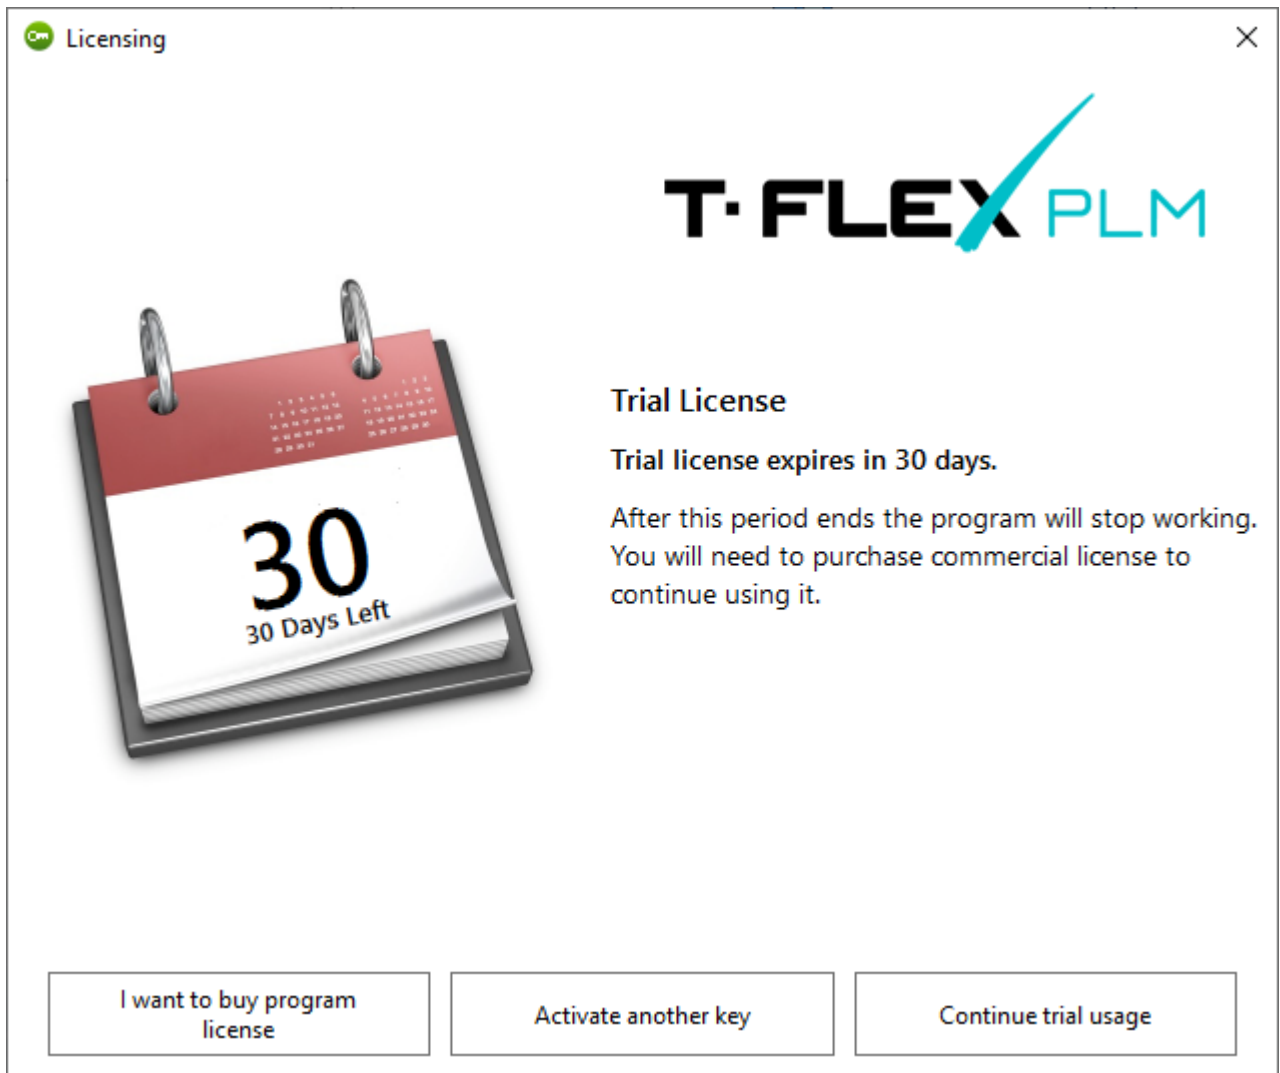 Licensing
T·FLEX PLM
30
30 Days Left
Trial License
Trial license expires in 30 days.
After this period ends the program will stop working.
You will need to purchase commercial license to
continue using it.
I want to buy program
license
Activate another key
Continue trial usage